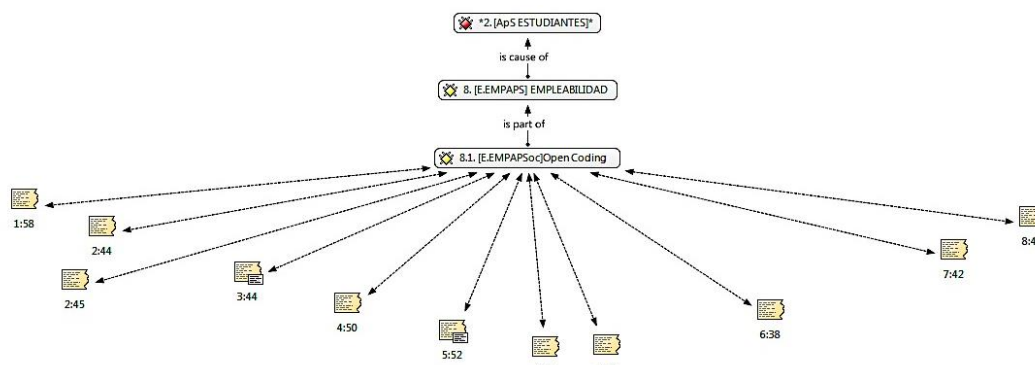 *2. [ApS ESTUDIANTES]*
is cause of
8. [E.EMPAPS] EMPLEABILIDAD
is part of
8.1. [E.EMPAPSoc]Open Coding
1:58
2:44
2:45
3:44
4:50
5:52
6:38
7:42